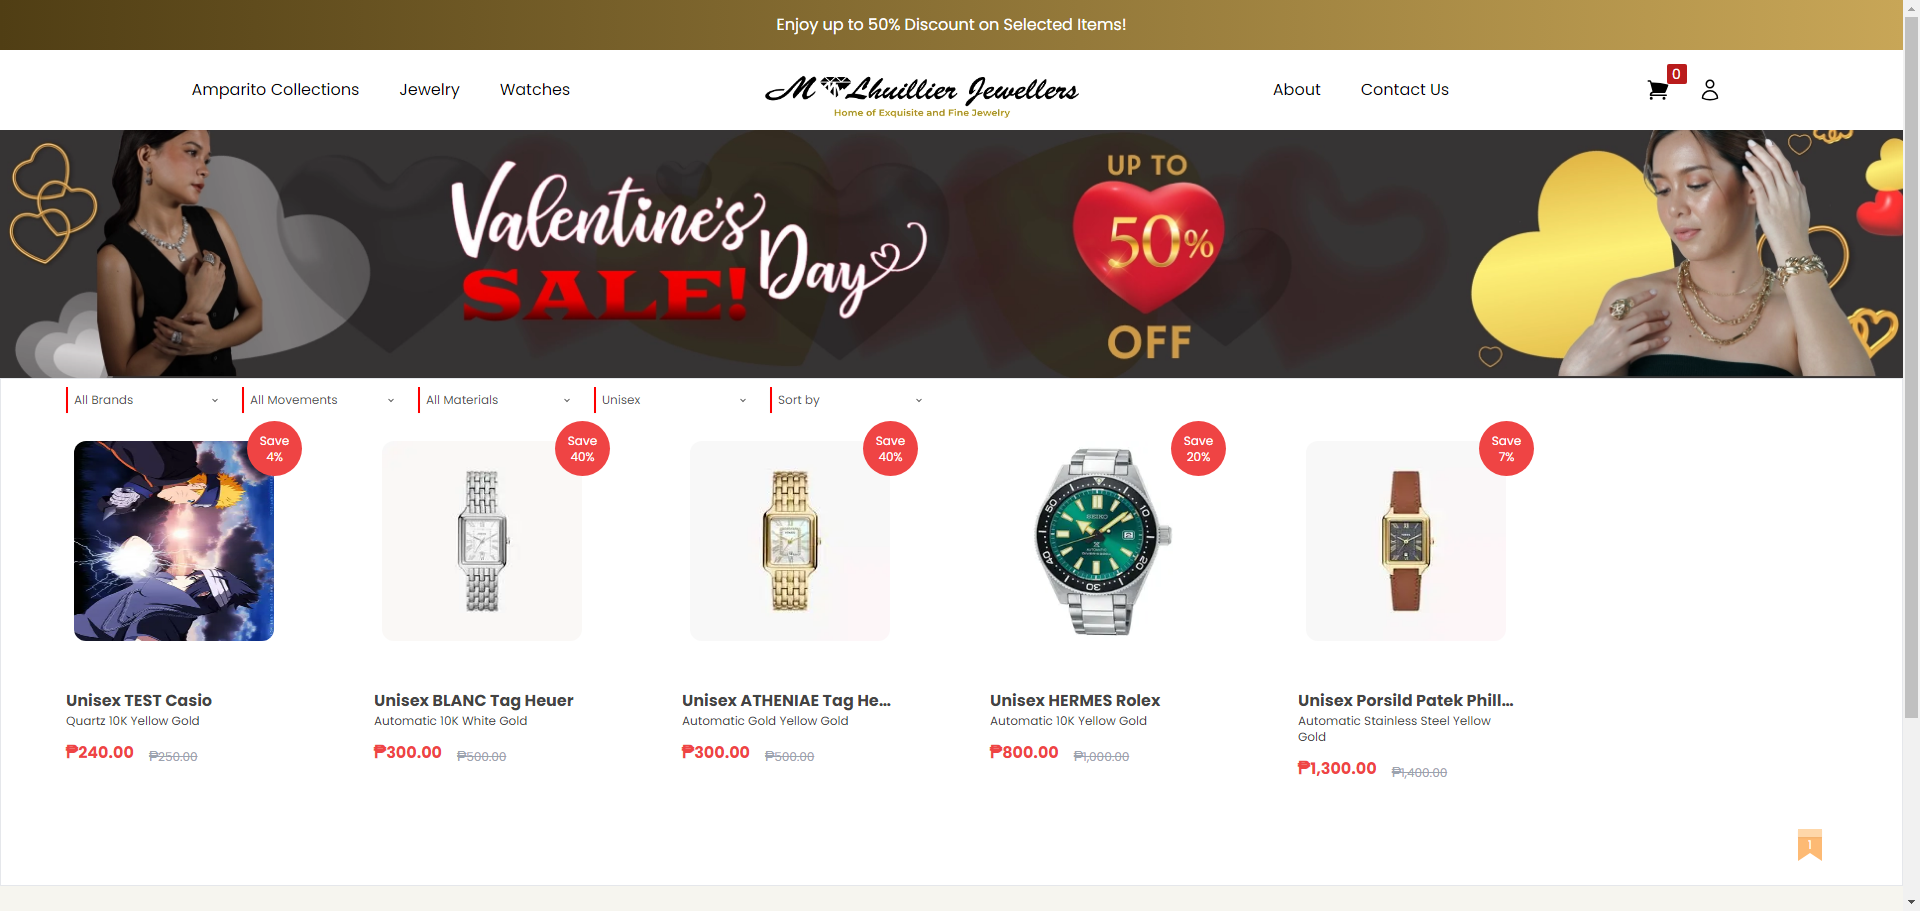 Enjoy up to 50% Discount on Selected Items!
Amparito Collections
Jewelry
Watches
M Lhuillier Jewellers
Home of Exquisite and Fine Jewelry
About
Contact Us
0
Valentine's
Day
SALE!
UP TO
50%
OFF
All Brands
All Movements
All Materials
Unisex
Sort by
Save
4%
Unisex TEST Casio
Quartz 10K Yellow Gold
₱240.00 ₱250.00
Save
40%
Unisex BLANC Tag Heuer
Automatic 10K White Gold
₱300.00 ₱500.00
Save
40%
Unisex ATHENIAE Tag He...
Automatic Gold Yellow Gold
₱300.00 ₱500.00
Save
20%
SEIKO
Unisex HERMES Rolex
Automatic 10K Yellow Gold
₱800.00 ₱1,000.00
Save
7%
Unisex Porsild Patek Phill...
Automatic Stainless Steel Yellow
Gold
₱1,300.00 ₱1,400.00
1